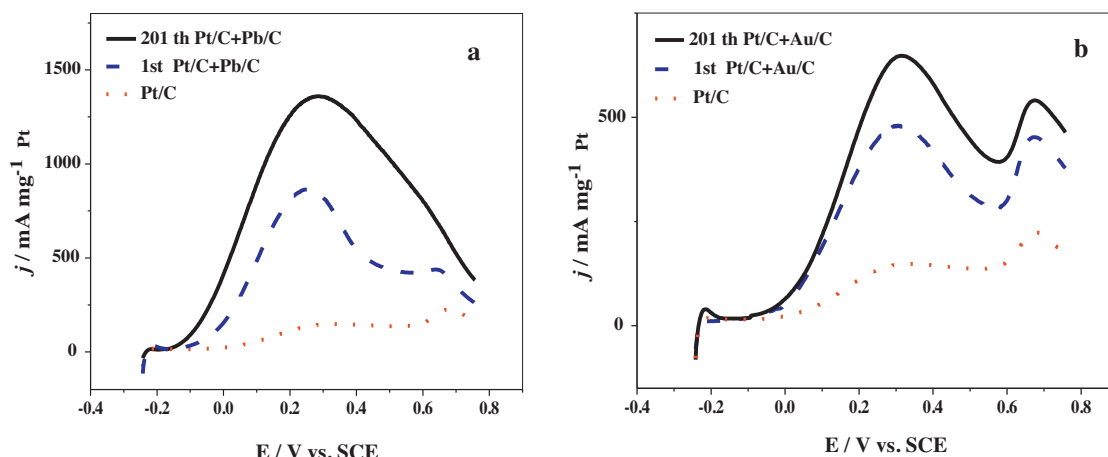 201 th Pt/C+Pb/C
1st Pt/C+Pb/C
Pt/C
a
1500
1000
500
0
-0.4 -0.2 0.0 0.2 0.4 0.6 0.8
j / mA mg-1 Pt
E / V vs. SCE
201 th Pt/C+Au/C
1st Pt/C+Au/C
Pt/C
b
500
0
-0.4 -0.2 0.0 0.2 0.4 0.6 0.8
j / mA mg-1 Pt
E / V vs. SCE